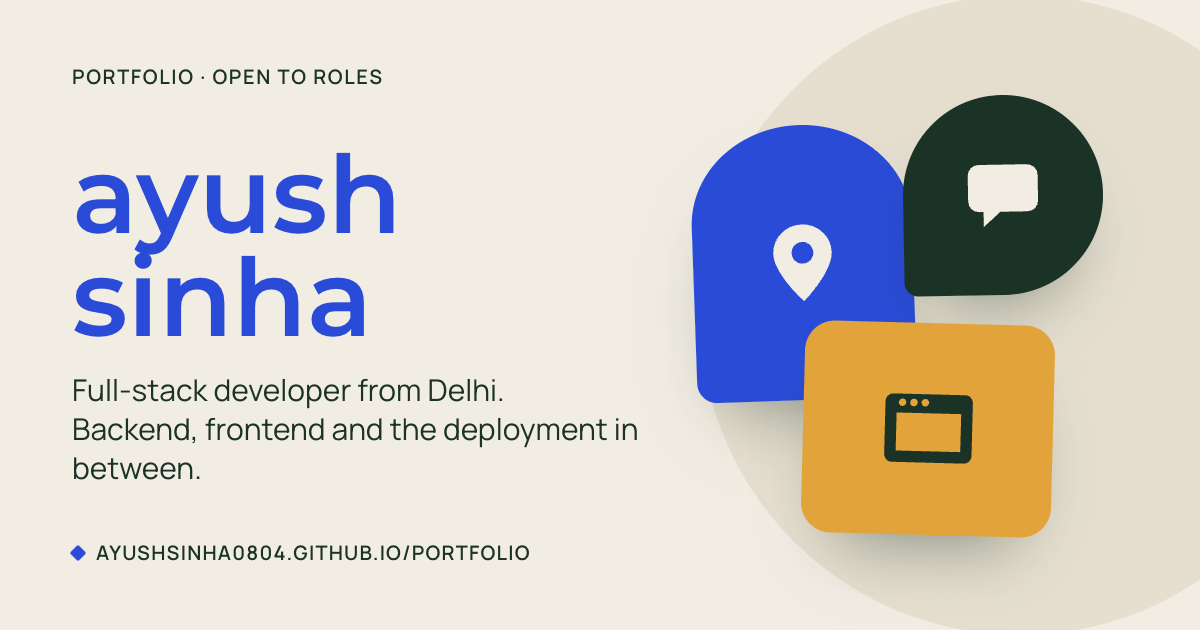 PORTFOLIO · OPEN TO ROLES
ayush
sinha
Full-stack developer from Delhi.
Backend, frontend and the deployment in
between.
AYUSHSINHA0804.GITHUB.IO/PORTFOLIO